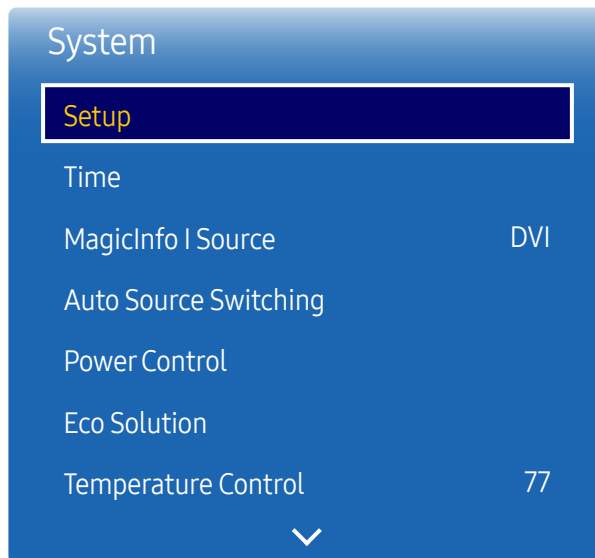 System
Setup
Time
MagicInfo I Source DVI
Auto Source Switching
Power Control
Eco Solution
Temperature Control 77